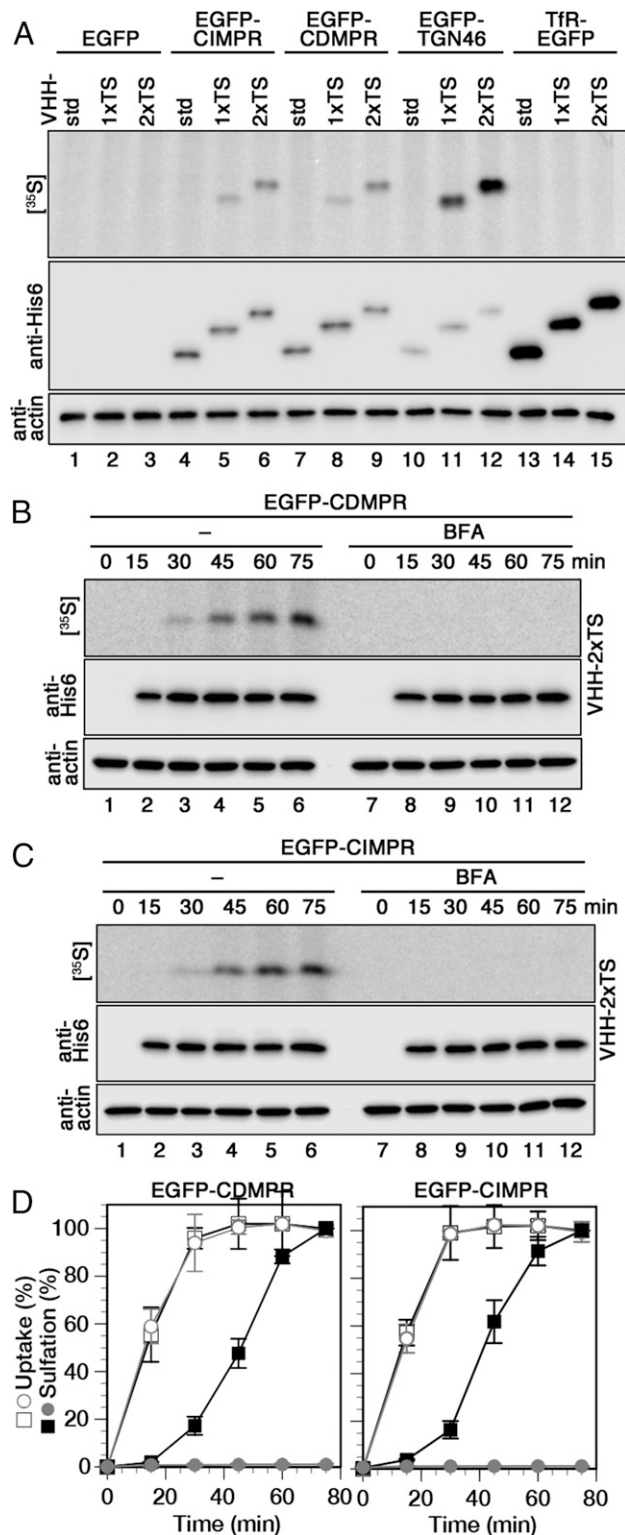 A
EGFP
EGFP-
CIMPR
EGFP-
CDMPR
EGFP-
TGN46
TfR-
EGFP
VHH-
std
1xTS
2xTS
std
1xTS
2xTS
std
1xTS
2xTS
std
1xTS
2xTS
std
1xTS
2xTS
[35S]
anti-His6
anti-
actin
1 2 3 4 5 6 7 8 9 10 11 12 13 14 15
B
EGFP-CDMPR
– BFA
0 15 30 45 60 75 0 15 30 45 60 75 min
[35S]
anti-
His6
anti-
actin
VHH-2xTS
1 2 3 4 5 6 7 8 9 10 11 12
C
EGFP-CIMPR
– BFA
0 15 30 45 60 75 0 15 30 45 60 75 min
[35S]
anti-
His6
anti-
actin
VHH-2xTS
1 2 3 4 5 6 7 8 9 10 11 12
D
EGFP-CDMPR EGFP-CIMPR
Uptake (%)
Sulfation (%)
100
80
60
40
20
0
0 20 40 60 80 0 20 40 60 80
Time (min) Time (min)